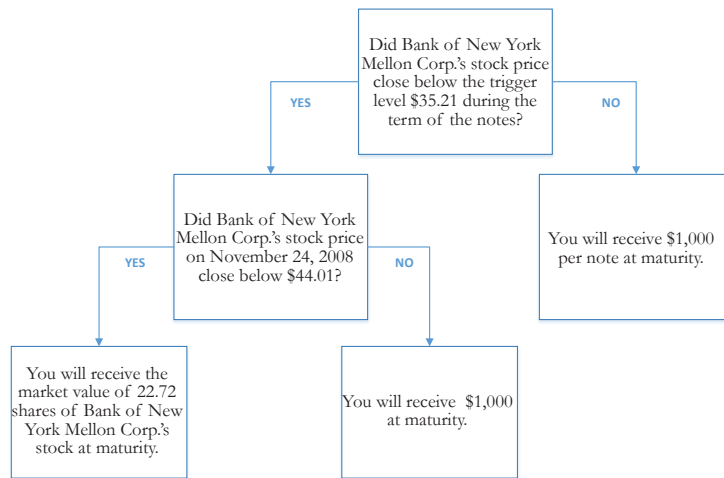 Did Bank of New York
Mellon Corp.'s stock price
close below the trigger
level $35.21 during the
term of the notes?
YES
NO
Did Bank of New York
Mellon Corp.'s stock price
on November 24, 2008
close below $44.01?
You will receive $1,000
per note at maturity.
YES
NO
You will receive the
market value of 22.72
shares of Bank of New
York Mellon Corp.'s
stock at maturity.
You will receive $1,000
at maturity.